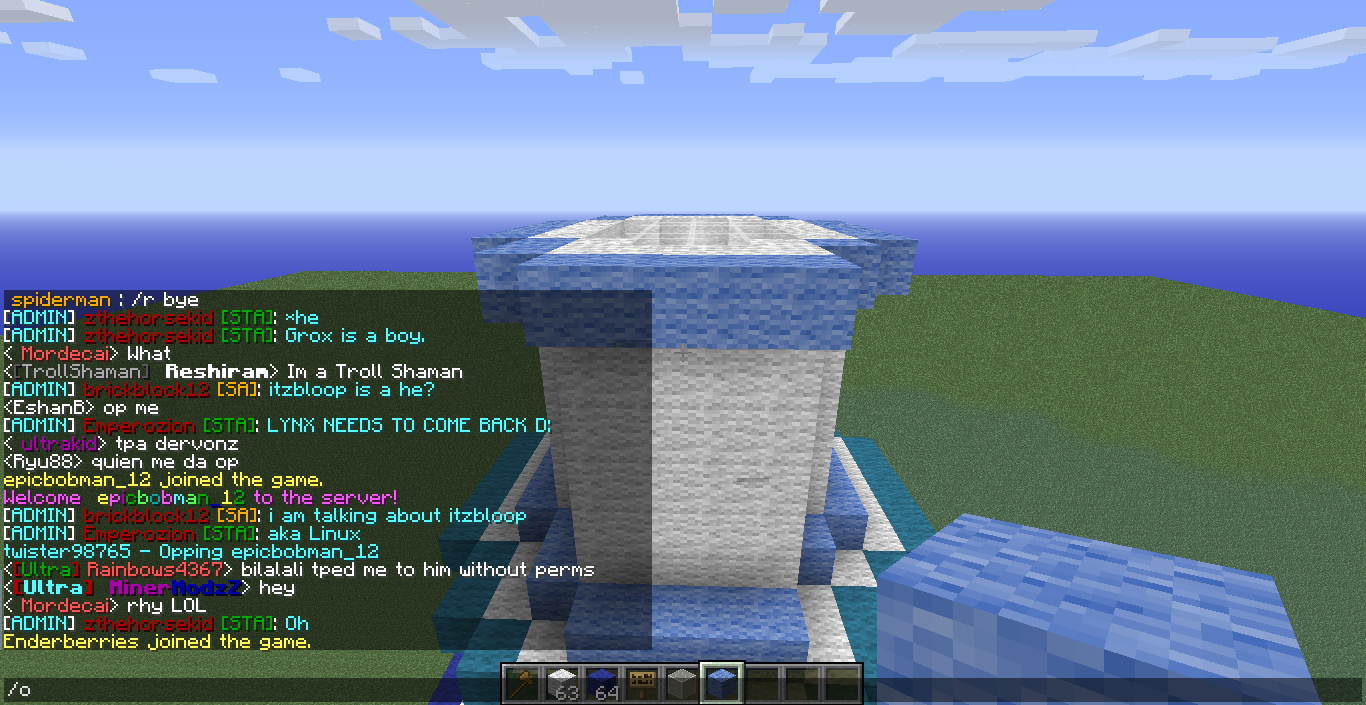 spiderman : /r bye
[ADMIN] zthehorsekid [STA]: *he
[ADMIN] zthehorsekid [STA]: Grox is a boy.
< Mordecai> What
<[TrollShaman] Reshiram> Im a Troll Shaman
[ADMIN] brickblock12 [SA]: itzbloop is a he?
<EshanB> op me
[ADMIN] Emperozion [STA]: LYNX NEEDS TO COME BACK D:
< ultrakid> tpa dervonz
<Ryu88> quien me da op
epicbobman_12 joined the game.
Welcome epicbobman_12 to the server!
[ADMIN] brickblock12 [SA]: i am talking about itzbloop
[ADMIN] Emperozion [STA]: aka Linux
twister98765 - Opping epicbobman_12
<[Ultra] Rainbows4367> bilalali tped me to him without perms
<[Ultra] MinerModzZ> hey
< Mordecai> rhy LOL
[ADMIN] zthehorsekid [STA]: Oh
Enderberries joined the game.
63 64
/o